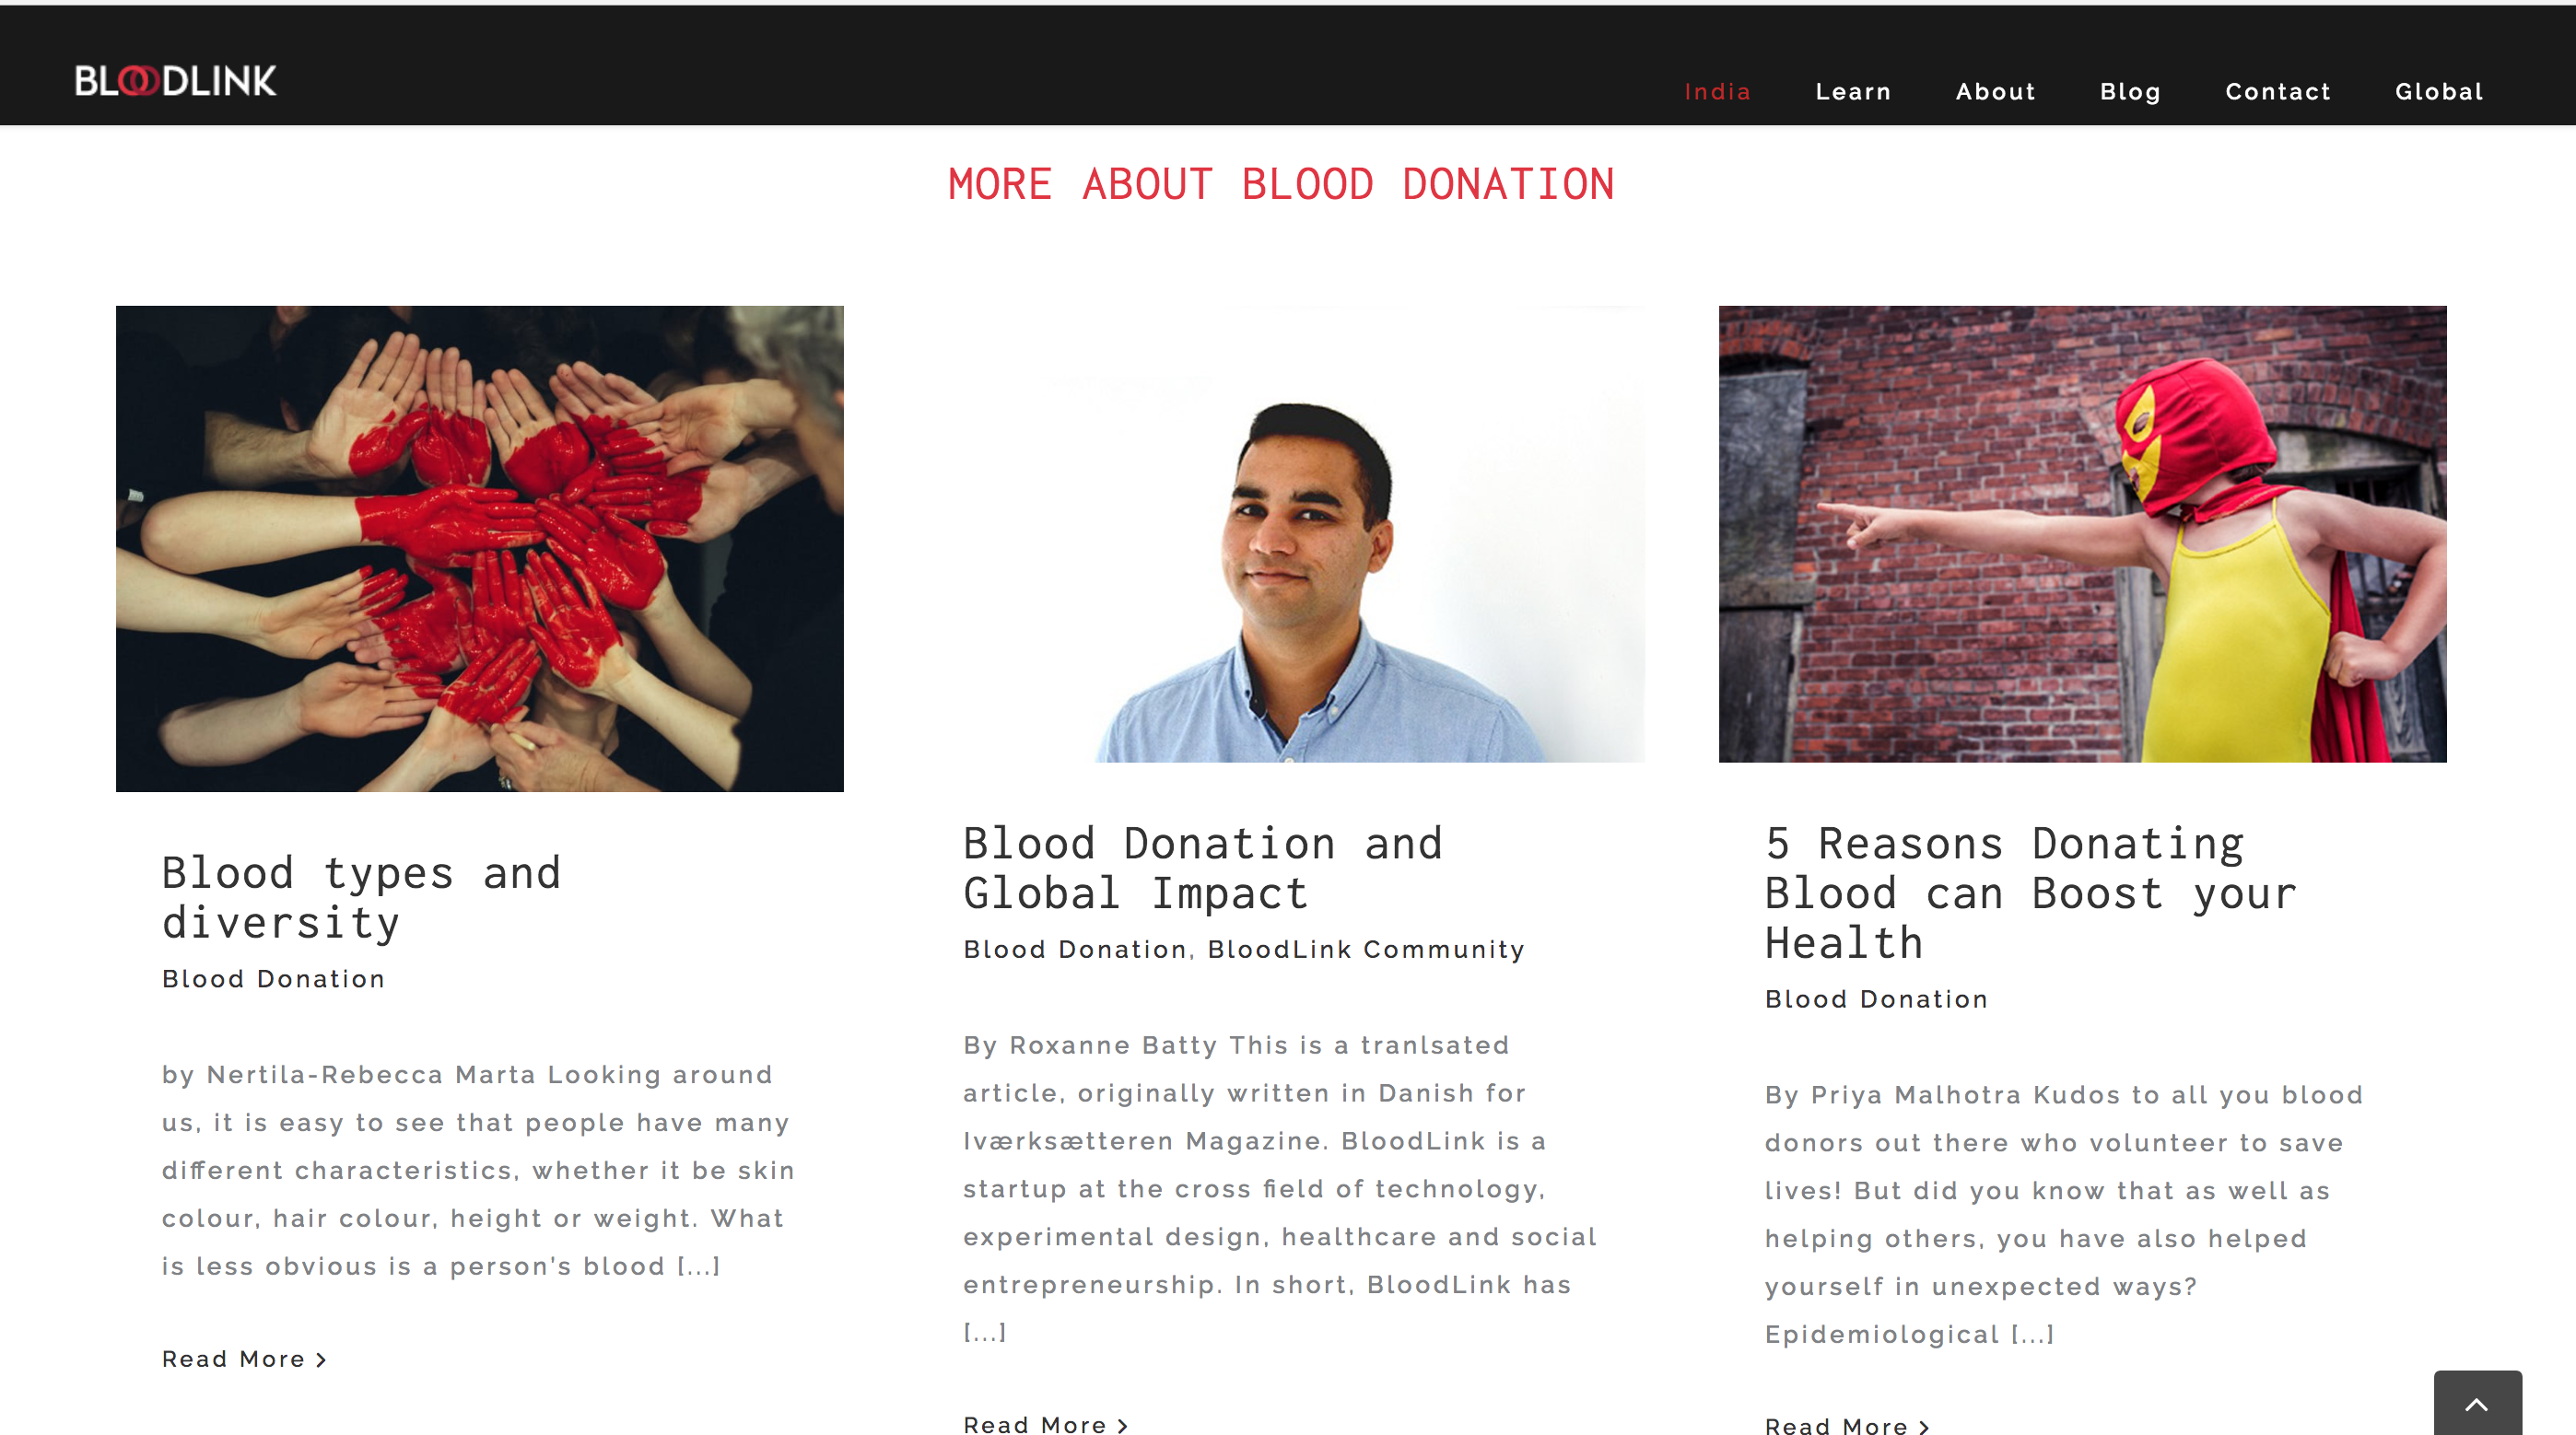 BLOODLINK
India Learn About Blog Contact Global
MORE ABOUT BLOOD DONATION
Blood types and
diversity
Blood Donation
by Nertila-Rebecca Marta Looking around
us, it is easy to see that people have many
different characteristics, whether it be skin
colour, hair colour, height or weight. What
is less obvious is a person's blood [...]
Read More >
Blood Donation and
Global Impact
Blood Donation, BloodLink Community
By Roxanne Batty This is a tranlsated
article, originally written in Danish for
Iværksætteren Magazine. BloodLink is a
startup at the cross field of technology,
experimental design, healthcare and social
entrepreneurship. In short, BloodLink has
[...]
Read More >
5 Reasons Donating
Blood can Boost your
Health
Blood Donation
By Priya Malhotra Kudos to all you blood
donors out there who volunteer to save
lives! But did you know that as well as
helping others, you have also helped
yourself in unexpected ways?
Epidemiological [...]
Read More >